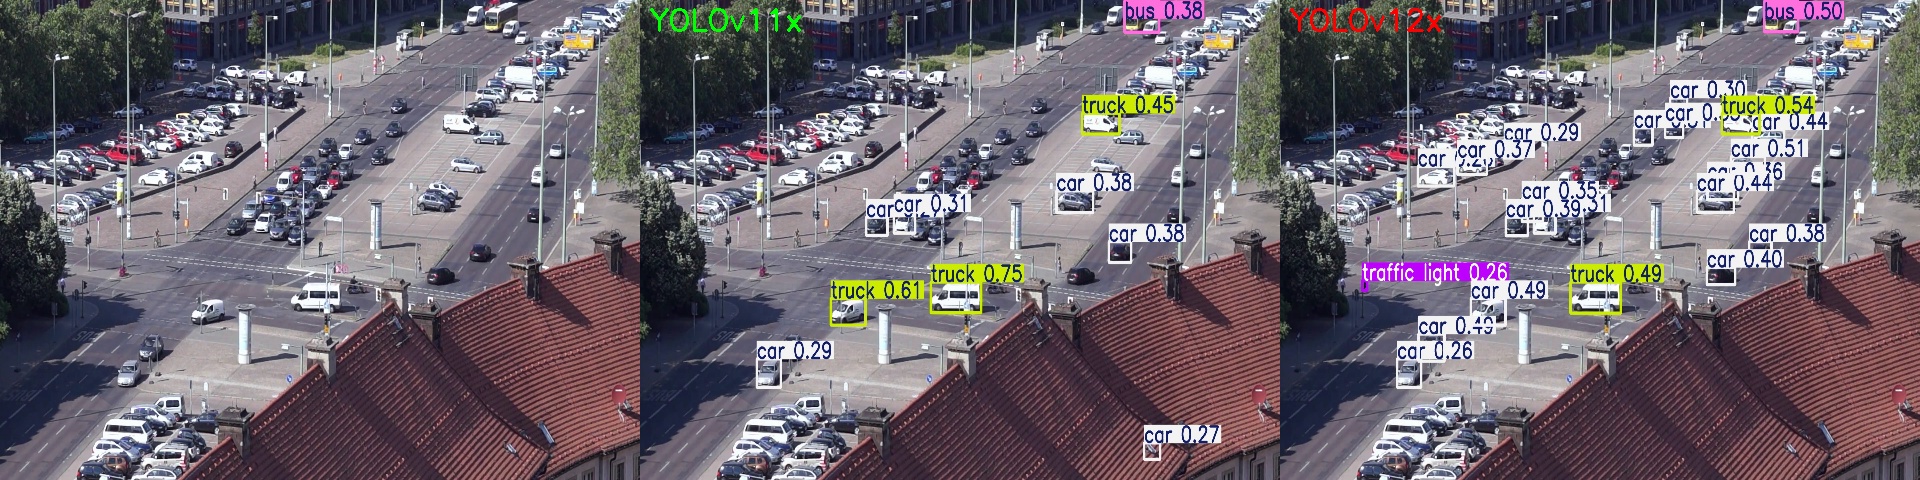 YOLOv11x
bus 0.38
truck 0.45
car 0.38
car 0.31
car 0.38
truck 0.75
truck 0.61
car 0.29
car 0.27
YOLOv12x
bus 0.50
car 0.30
truck 0.54
car
car
0.44
car 0.29
car 0.37
car 0.51
car
car 0.44
car 0.35
car 0.39
car 0.38
car 0.40
traffic light 0.26
truck 0.49
car 0.49
car 0.49
car 0.26